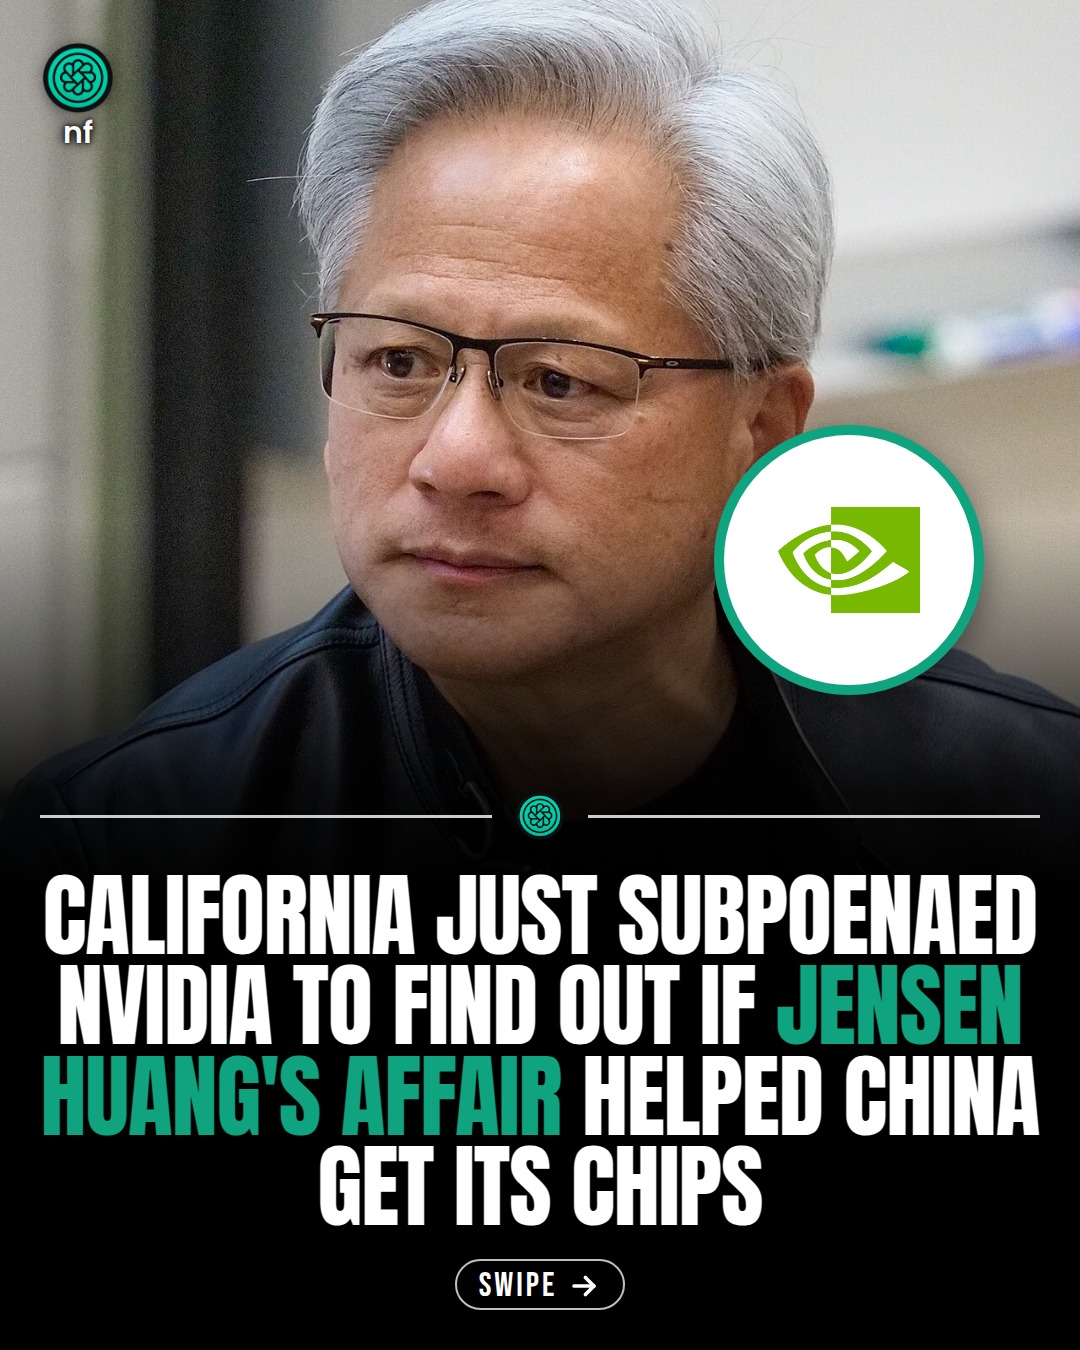 nf
CALIFORNIA JUST SUBPOENAED
NVIDIA TO FIND OUT IF JENSEN
HUANG'S AFFAIR HELPED CHINA
GET ITS CHIPS
SWIPE →